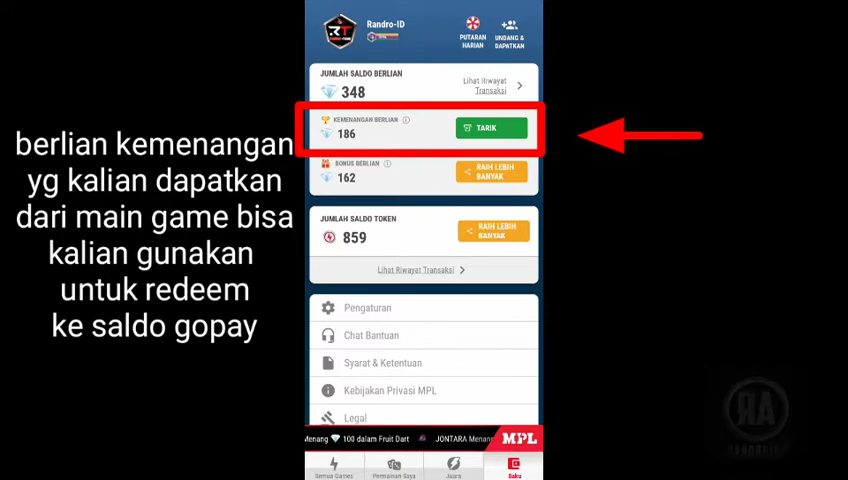 berlian kemenangan
yg kalian dapatkan
dari main game bisa
kalian gunakan
untuk redeem
ke saldo gopay
Randro-ID
PUTARAN
HARIAN
UNDANG &
DAPATKAN
JUMLAH SALDO BERLIAN
348
Lihat Riwayat
Transaksi
KEMENANGAN BERLIAN
186
TARIK
BONUS BERLIAN
162
RAIH LEBIH
BANYAK
JUMLAH SALDO TOKEN
859
RAIH LEBIH
BANYAK
Lihat Riwayat Transaksi
Pengaturan
Chat Bantuan
Syarat & Ketentuan
Kebijakan Privasi MPL
Legal
Menang 100 dalam Fruit Dart JONTARA Menang
MPL
Semua Games
Permainan Saya
Juara
Saku